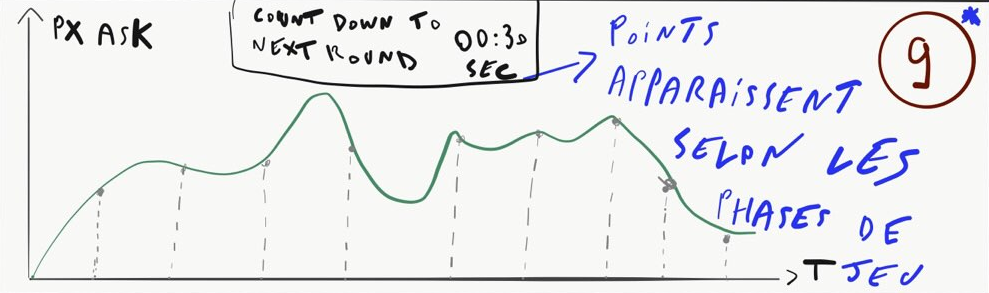 PX ASK
COUNT DOWN TO
NEXT ROUND
00:30
SEC
POiNTS
APPARAiSSENT
SELON LES
PHASES DE
JEU
9
*
T